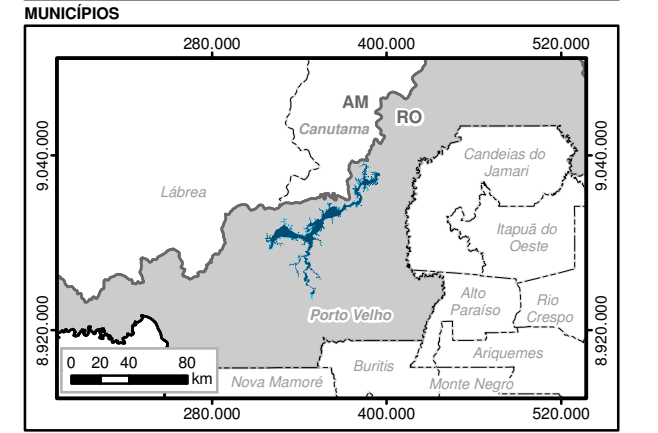 MUNICÍPIOS
280.000 400.000 520.000
AM
RO
Canutama
9.040.000
9.040.000
Candeias do
Jamari
Lábrea
Itapuã do
Oeste
Alto
Paraíso
Rio
Crespo
Porto Velho
8.920.000
8.920.000
Ariquemes
Buritis
0 20 40 80
km
Nova Mamoré
Monte Negro
280.000 400.000 520.000